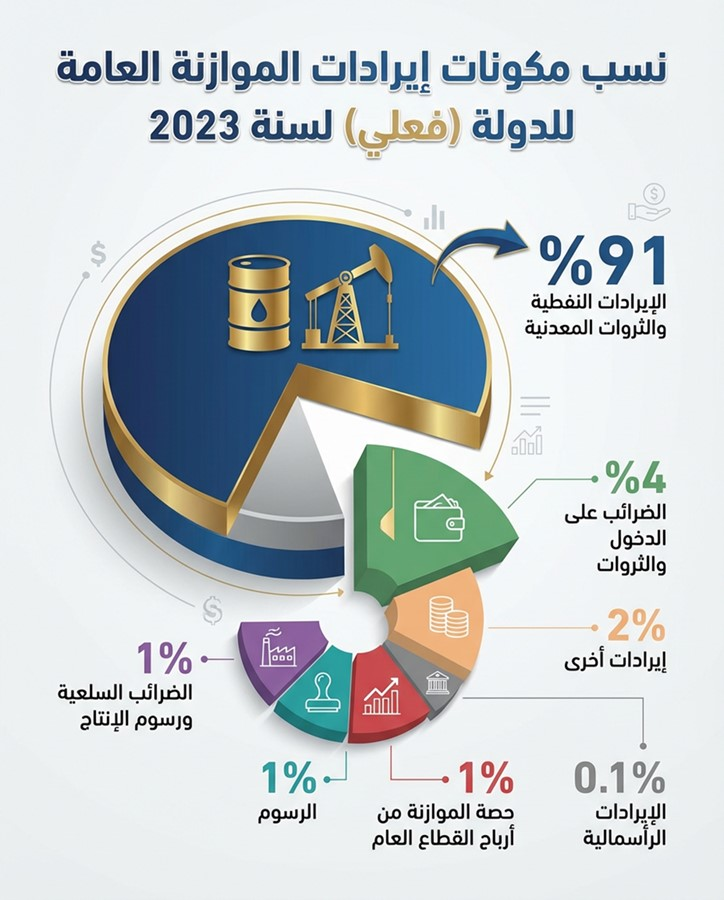 نسب مكونات إيرادات الموازنة العامة
للدولة (فعلي) لسنة 2023
%91
الإيرادات النفطية
والثروات المعدنية
%4
الضرائب على
الدخول
والثروات
2%
إيرادات أخرى
1%
الضرائب السلعية
ورسوم الإنتاج
1%
الرسوم
1%
حصة الموازنة من
أرباح القطاع العام
0.1%
الإيرادات
الرأسمالية